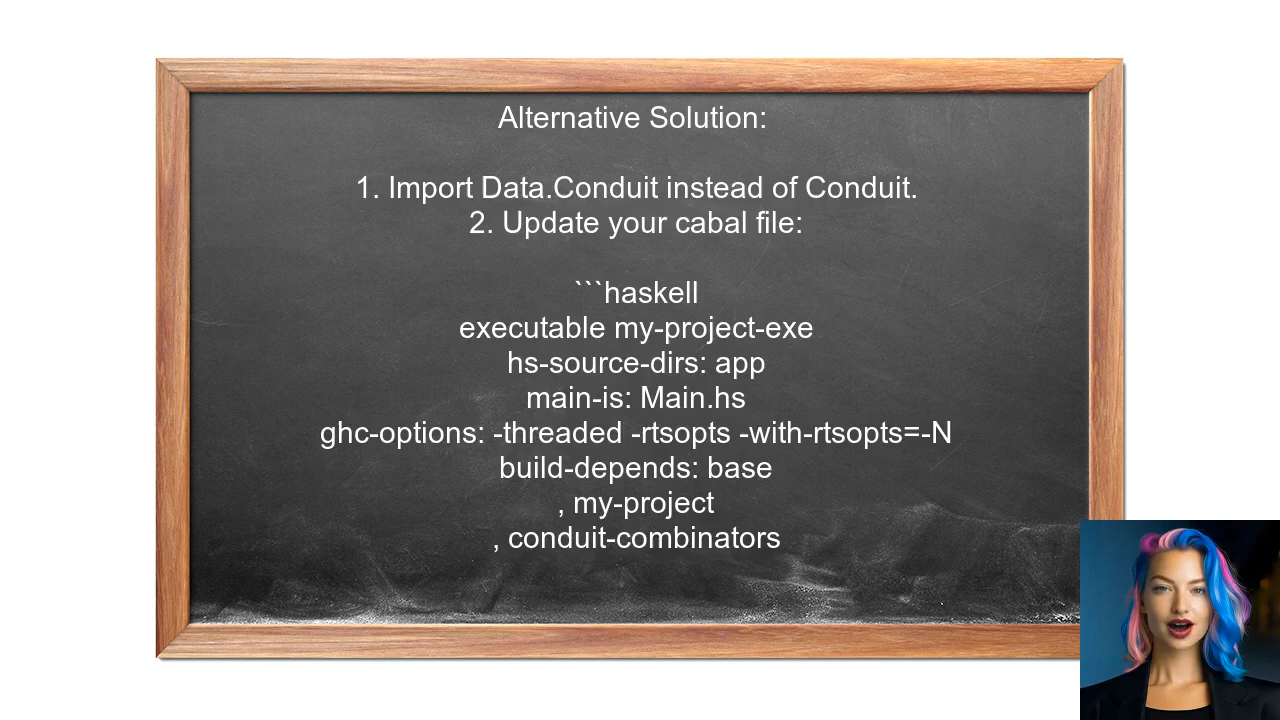 Alternative Solution:
1. Import Data.Conduit instead of Conduit.
2. Update your cabal file:
```haskell
executable my-project-exe
hs-source-dirs: app
main-is: Main.hs
ghc-options: -threaded -rtsopts -with-rtsopts=-N
build-depends: base
, my-project
, conduit-combinators